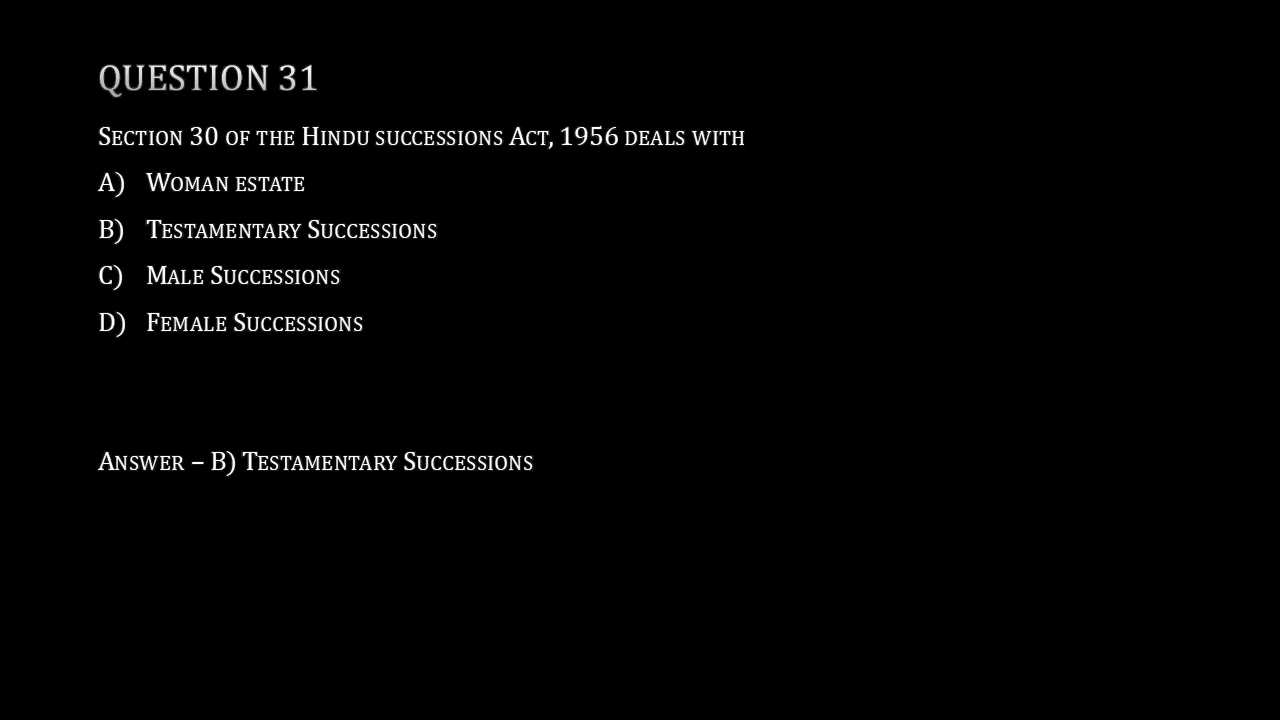 QUESTION 31
Section 30 of the Hindu successions Act, 1956 deals with
A) Woman estate
B) Testamentary Successions
C) Male Successions
D) Female Successions
Answer – B) Testamentary Successions